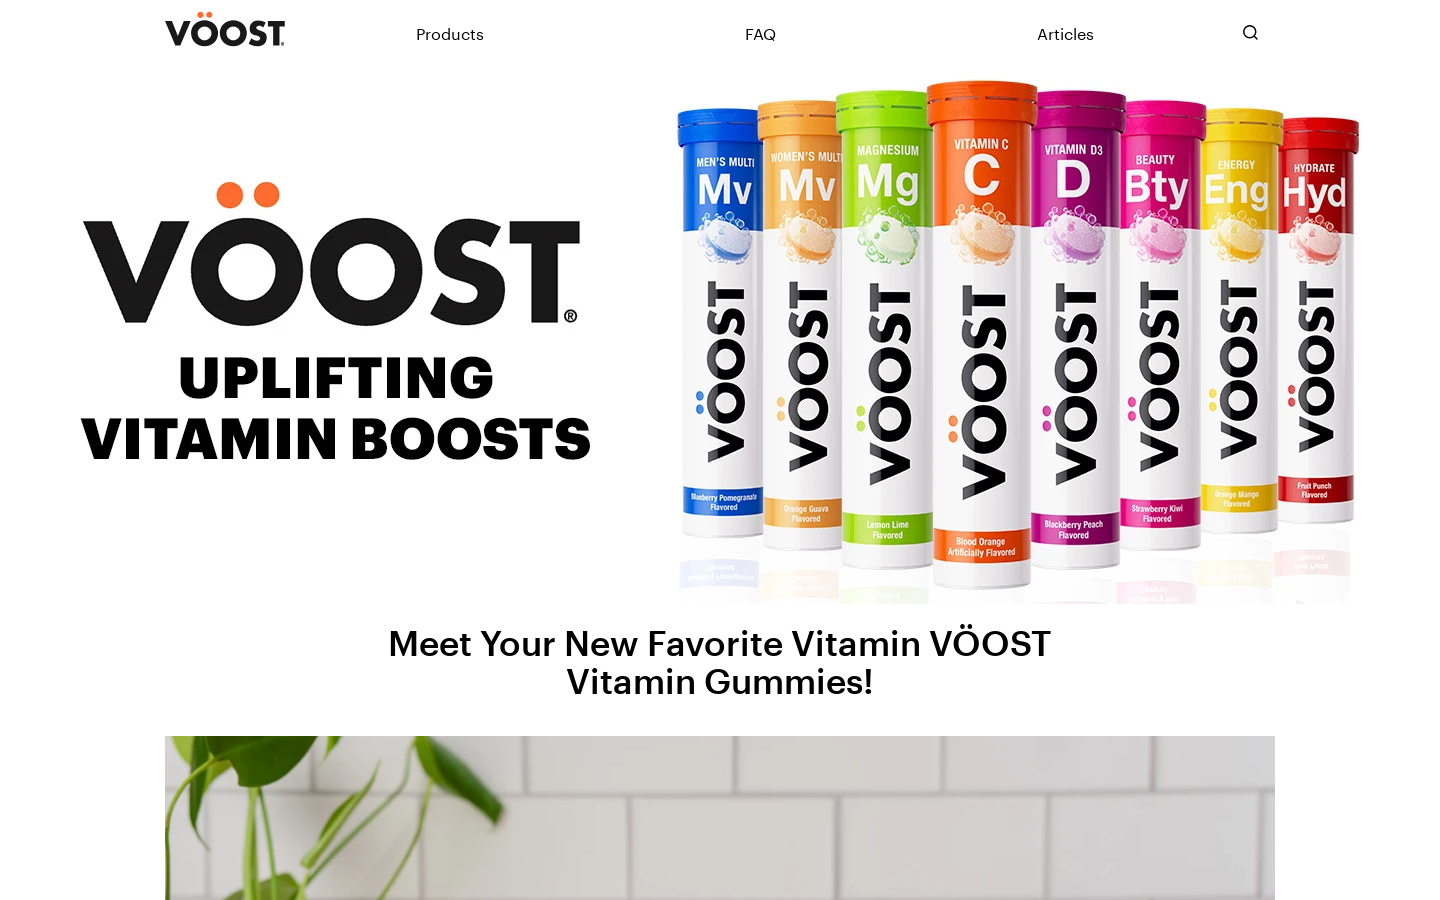 VÖOST
Products
FAQ
Articles
VÖOST®
UPLIFTING
VITAMIN BOOSTS
MEN'S MULTI
Mv
VÖOST
Blueberry Pomegranate
Flavored
WOMEN'S MULTI
Mv
VÖOST
Orange Guava
Flavored
MAGNESIUM
Mg
VÖOST
Lemon Lime
Flavored
VITAMIN C
C
VÖOST
Blood Orange
Artificially Flavored
VITAMIN D3
D
VÖOST
Blackberry Peach
Flavored
BEAUTY
Bty
VÖOST
Strawberry Kiwi
Flavored
ENERGY
Eng
VÖOST
Orange Mango
Flavored
HYDRATE
Hyd
VÖOST
Fruit Punch
Flavored
Meet Your New Favorite Vitamin VÖOST
Vitamin Gummies!